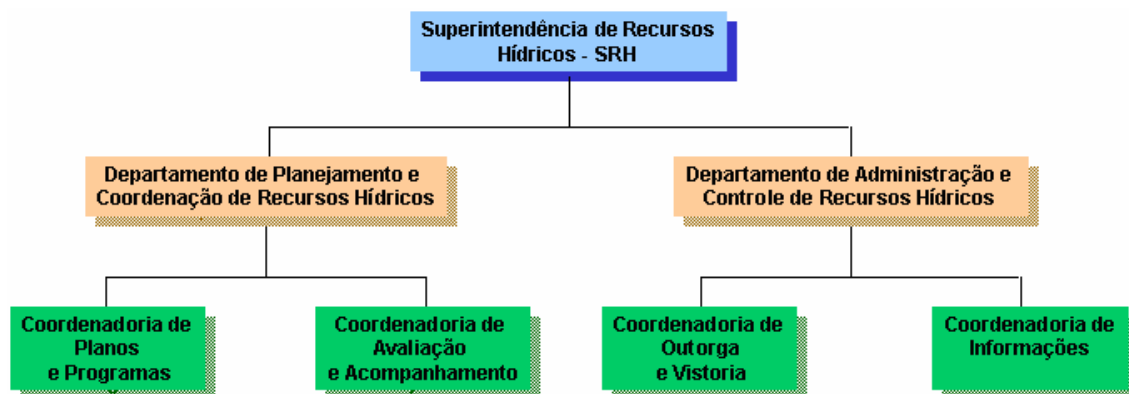 Superintendência de Recursos
Hídricos - SRH
Departamento de Planejamento e
Coordenação de Recursos Hídricos
Departamento de Administração e
Controle de Recursos Hídricos
Coordenadoria de
Planos
e Programas
Coordenadoria de
Avaliação
e Acompanhamento
Coordenadoria de
Outorga
e Vistoria
Coordenadoria de
Informações